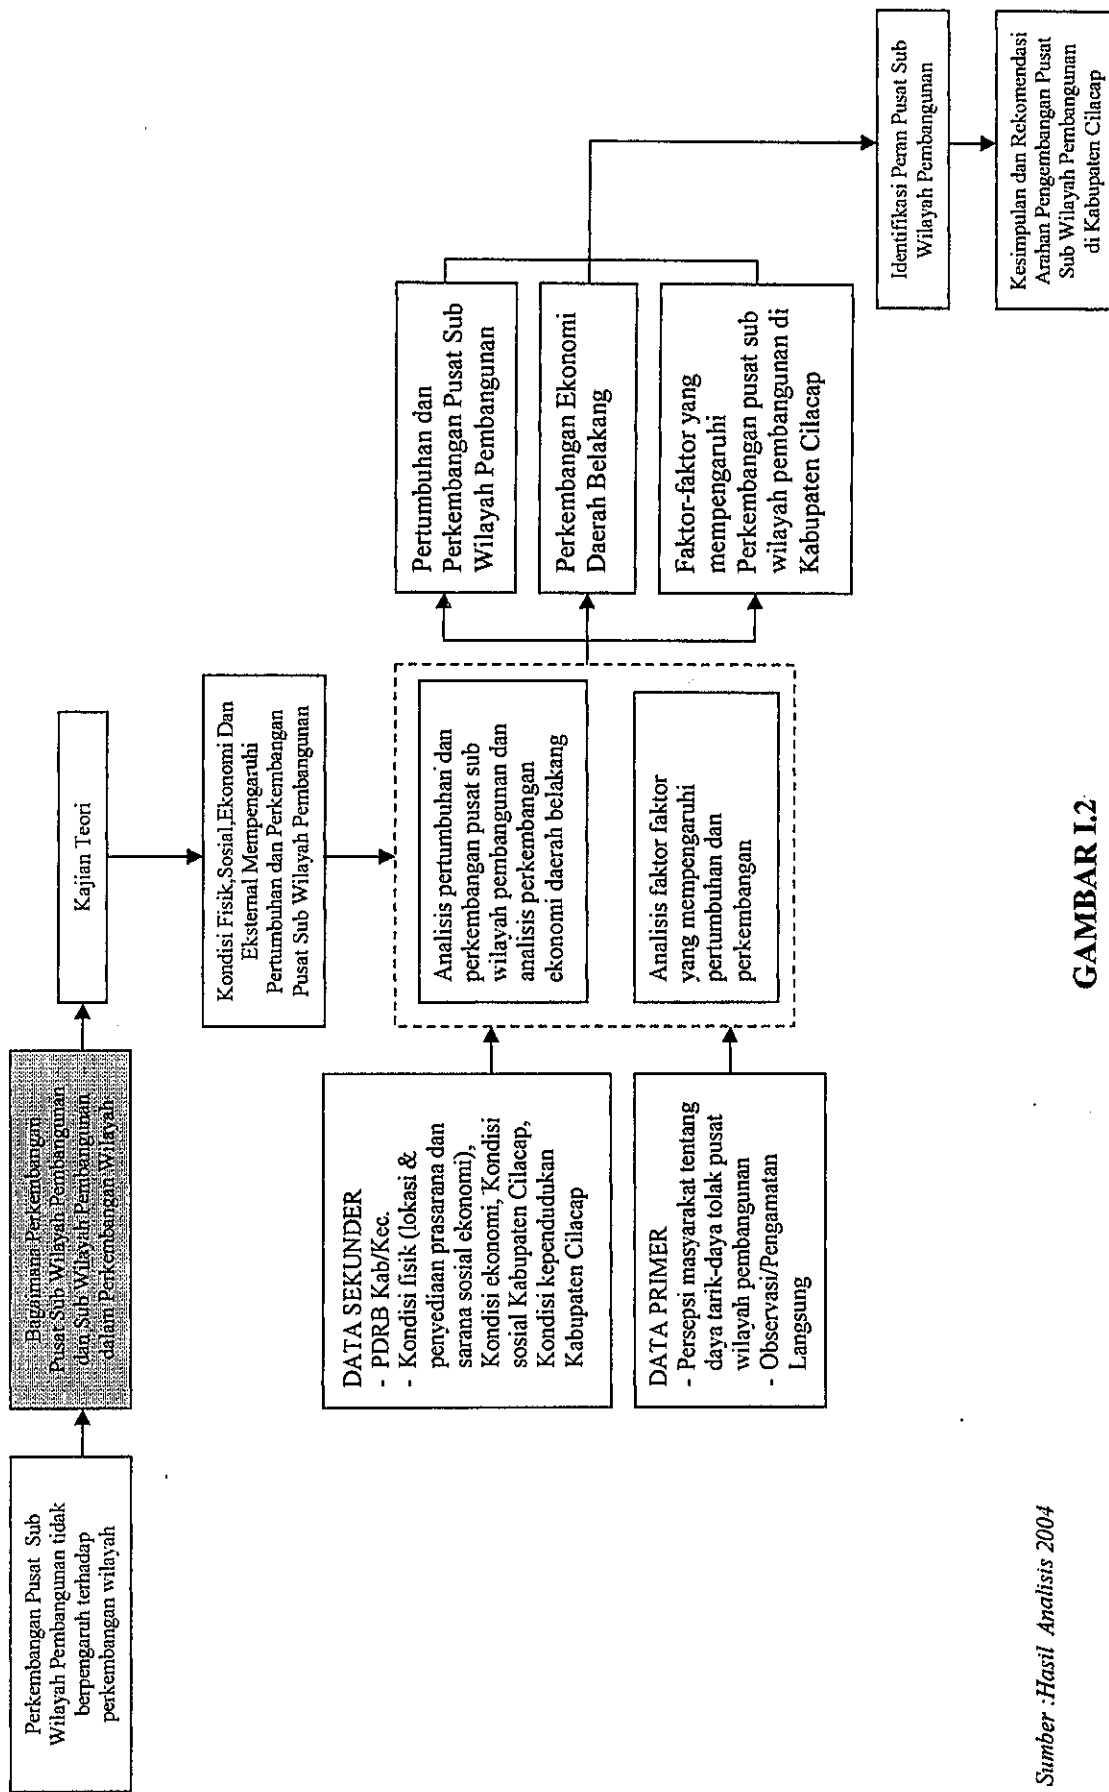 Perkembangan Pusat Sub
Wilayah Pembangunan tidak
berpengaruh terhadap
perkembangan wilayah
Bagaimana Perkembangan
Pusat Sub Wilayah Pembangunan
dan Sub Wilayah Pembangunan
dalam Perkembangan Wilayah
Kajian Teori
Kondisi Fisik,Sosial,Ekonomi Dan
Eksternal Mempengaruhi
Pertumbuhan dan Perkembangan
Pusat Sub Wilayah Pembangunan
DATA SEKUNDER
- PDRB Kab/Kec.
- Kondisi fisik (lokasi &
penyediaan prasarana dan
sarana sosial ekonomi),
Kondisi ekonomi, Kondisi
sosial Kabupaten Cilacap,
Kondisi kependudukan
Kabupaten Cilacap
DATA PRIMER
- Persepsi masyarakat tentang
daya tarik-daya tolak pusat
wilayah pembangunan
- Observasi/Pengamatan
Langsung
Analisis pertumbuhan dan
perkembangan pusat sub
wilayah pembangunan dan
analisis perkembangan
ekonomi daerah belakang
Analisis faktor faktor
yang mempengaruhi
pertumbuhan dan
perkembangan
Pertumbuhan dan
Perkembangan Pusat Sub
Wilayah Pembangunan
Perkembangan Ekonomi
Daerah Belakang
Faktor-faktor yang
mempengaruhi
Perkembangan pusat sub
wilayah pembangunan di
Kabupaten Cilacap
Identifikasi Peran Pusat Sub
Wilayah Pembangunan
Kesimpulan dan Rekomendasi
Arahan Pengembangan Pusat
Sub Wilayah Pembangunan
di Kabupaten Cilacap
Sumber :Hasil Analisis 2004
GAMBAR I.2